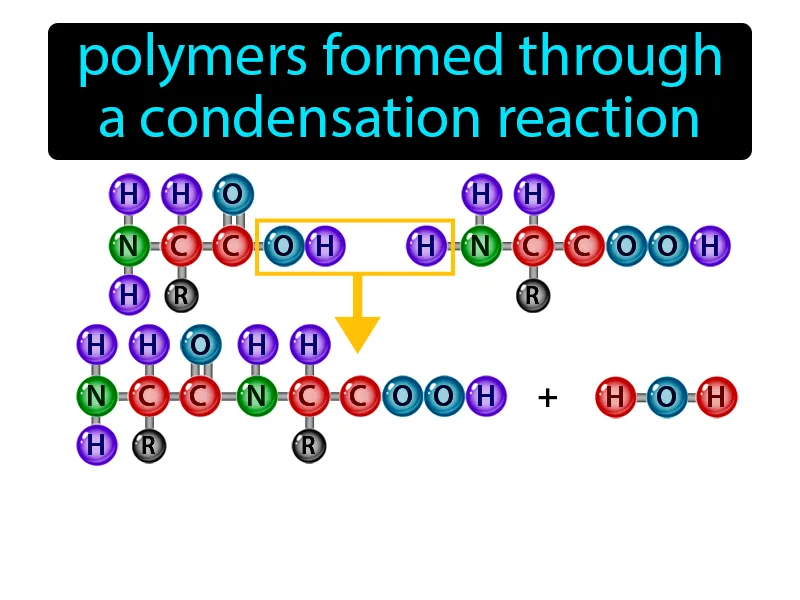 polymers formed through
a condensation reaction
H H O H H
N C C O H H N C C O O H
H R R
H H O H H
N C C N C C O O H + H O H
H R R